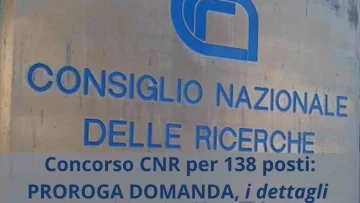 CONSIGLIO NAZIONALE
DELLE RICERCHE
Concorso CNR per 138 posti:
PROROGA DOMANDA, i dettagli